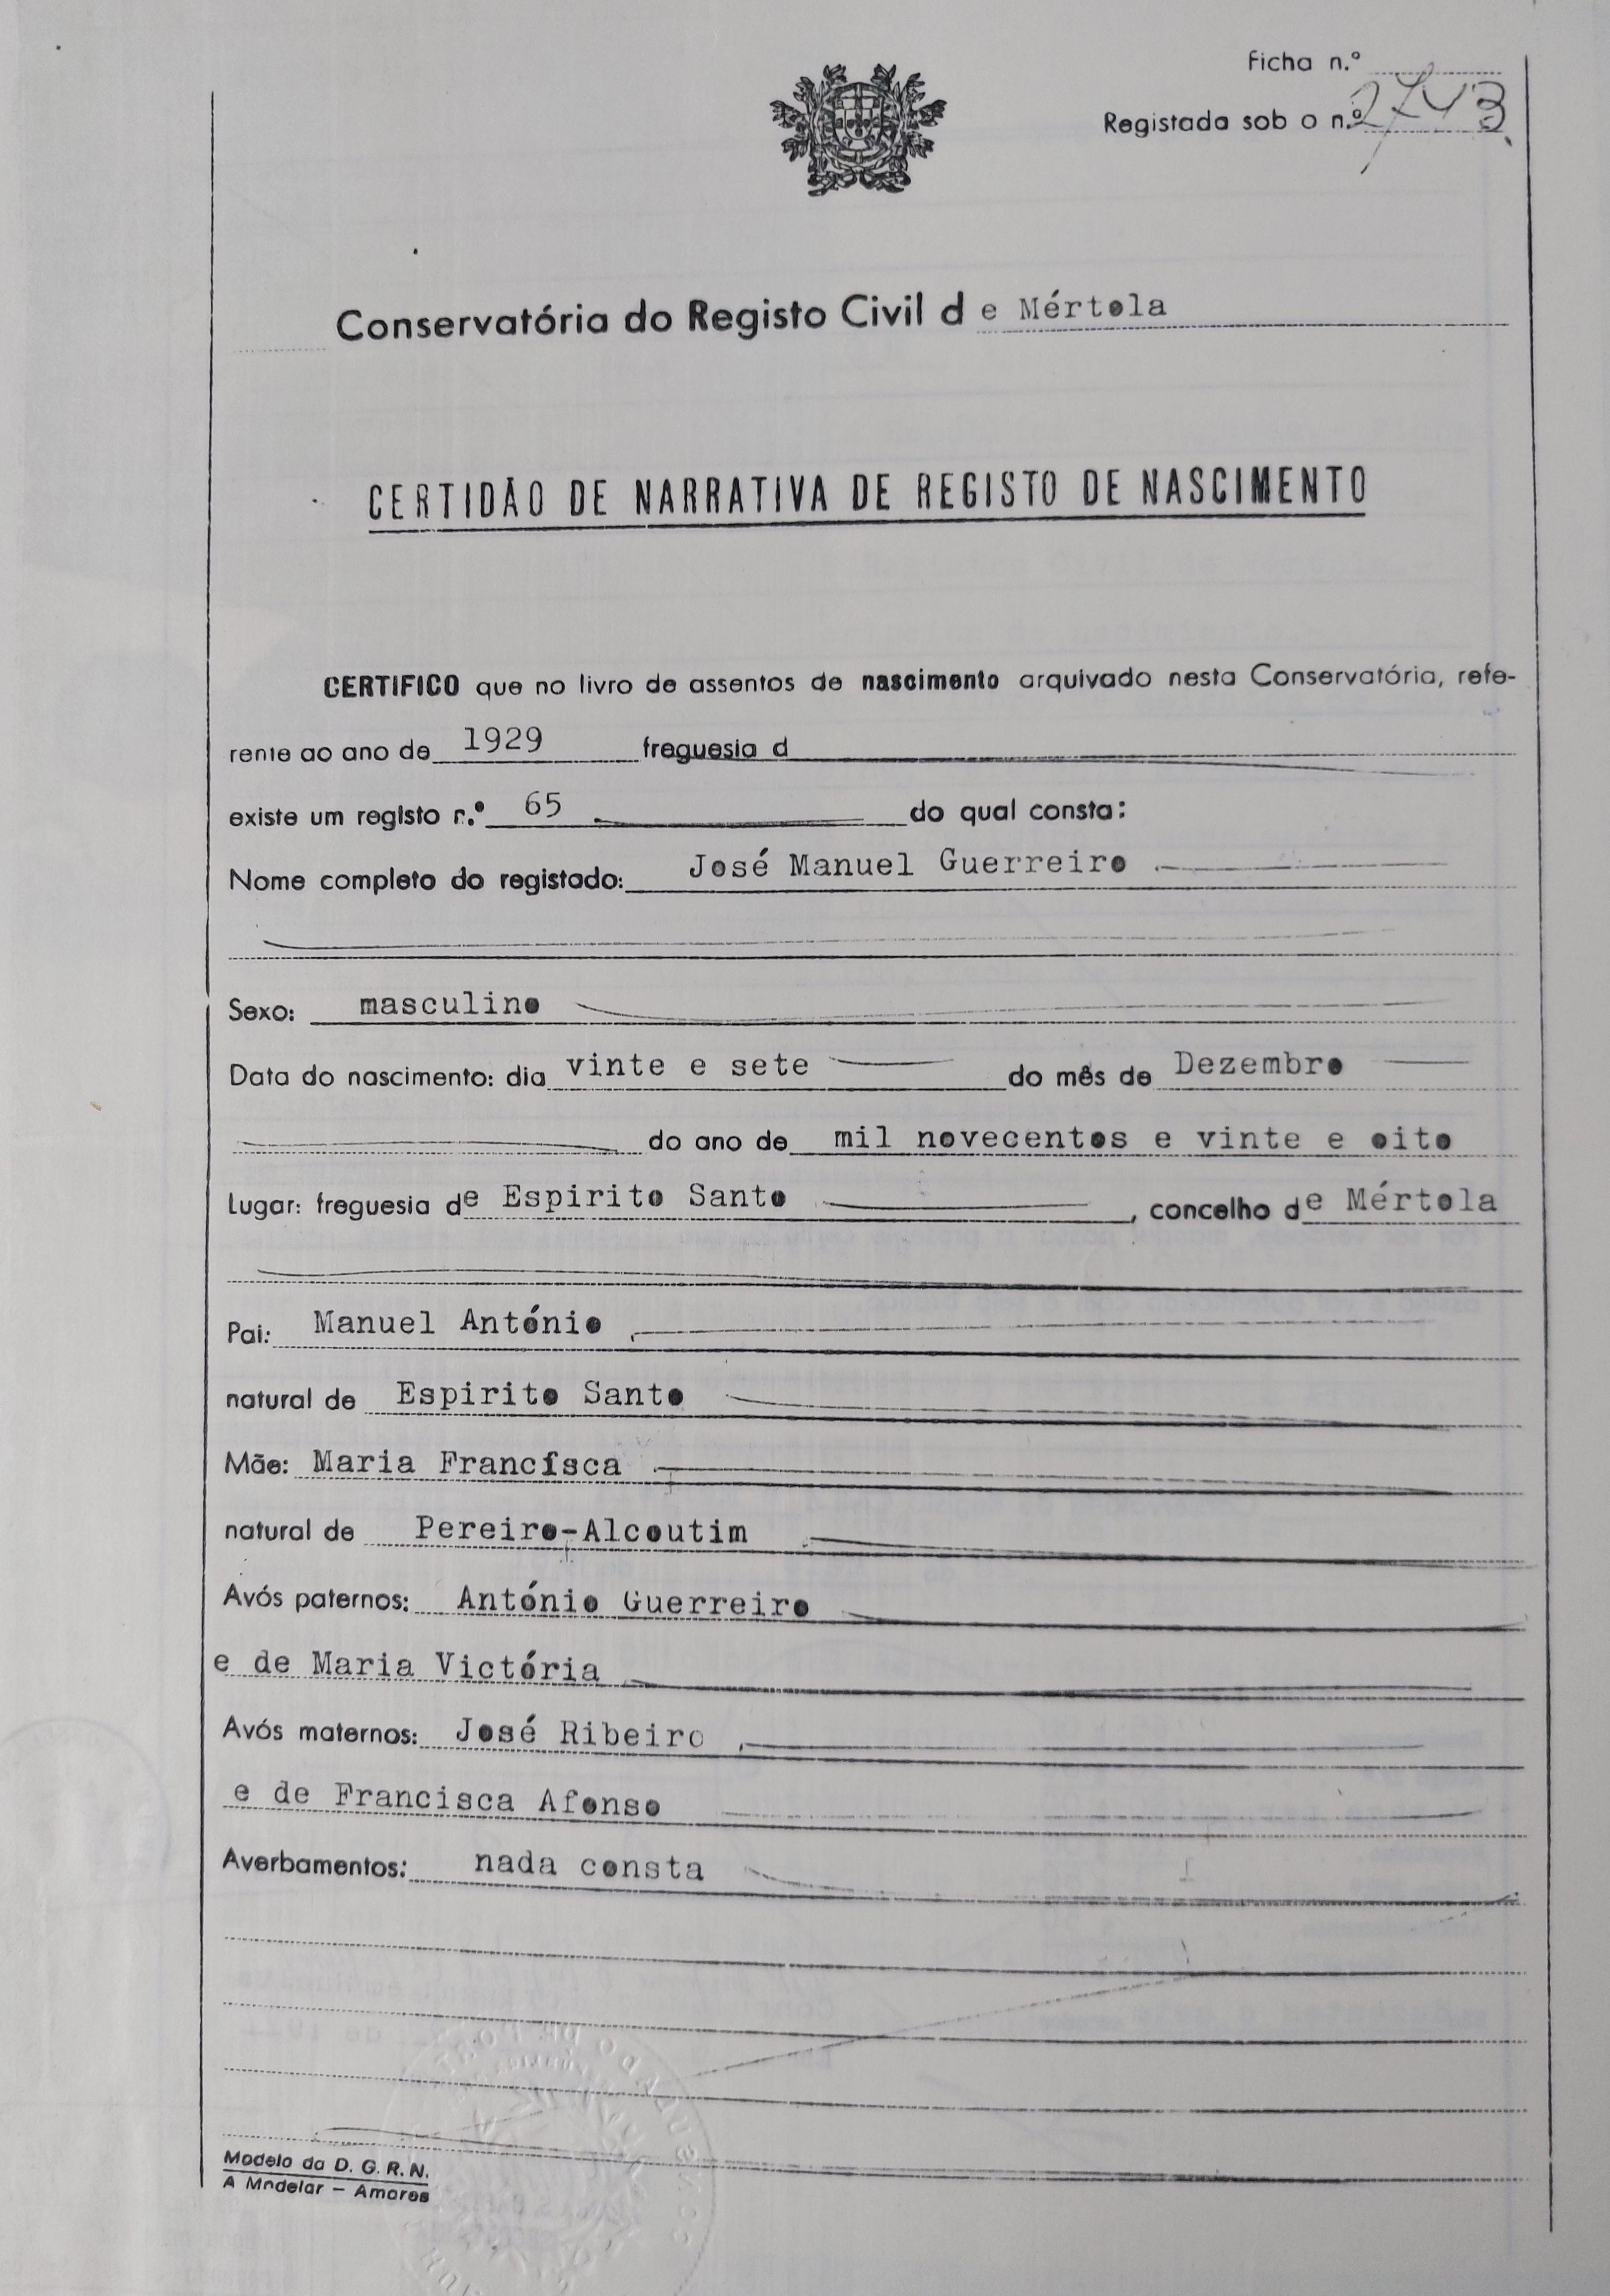 Ficha n.º
Registada sob o n.º 2743
Conservatória do Registo Civil de Mértola
CERTIDÃO DE NARRATIVA DE REGISTO DE NASCIMENTO
CERTIFICO que no livro de assentos de nascimento arquivado nesta Conservatória, refe-
rente ao ano de 1929 freguesia d
existe um registo n.º 65 do qual consta:
Nome completo do registado: José Manuel Guerreiro
Sexo: masculino
Data do nascimento: dia vinte e sete do mês de Dezembro
do ano de mil novecentos e vinte e oito
Lugar: freguesia de Espirito Santo, concelho de Mértola
Pai: Manuel António
natural de Espirito Santo
Mãe: Maria Francisca
natural de Pereiro-Alcoutim
Avós paternos: António Guerreiro
e de Maria Victória
Avós maternos: José Ribeiro
e de Francisca Afonso
Averbamentos: nada consta
Modelo da D. G. R. N.
A Modelar — Amares